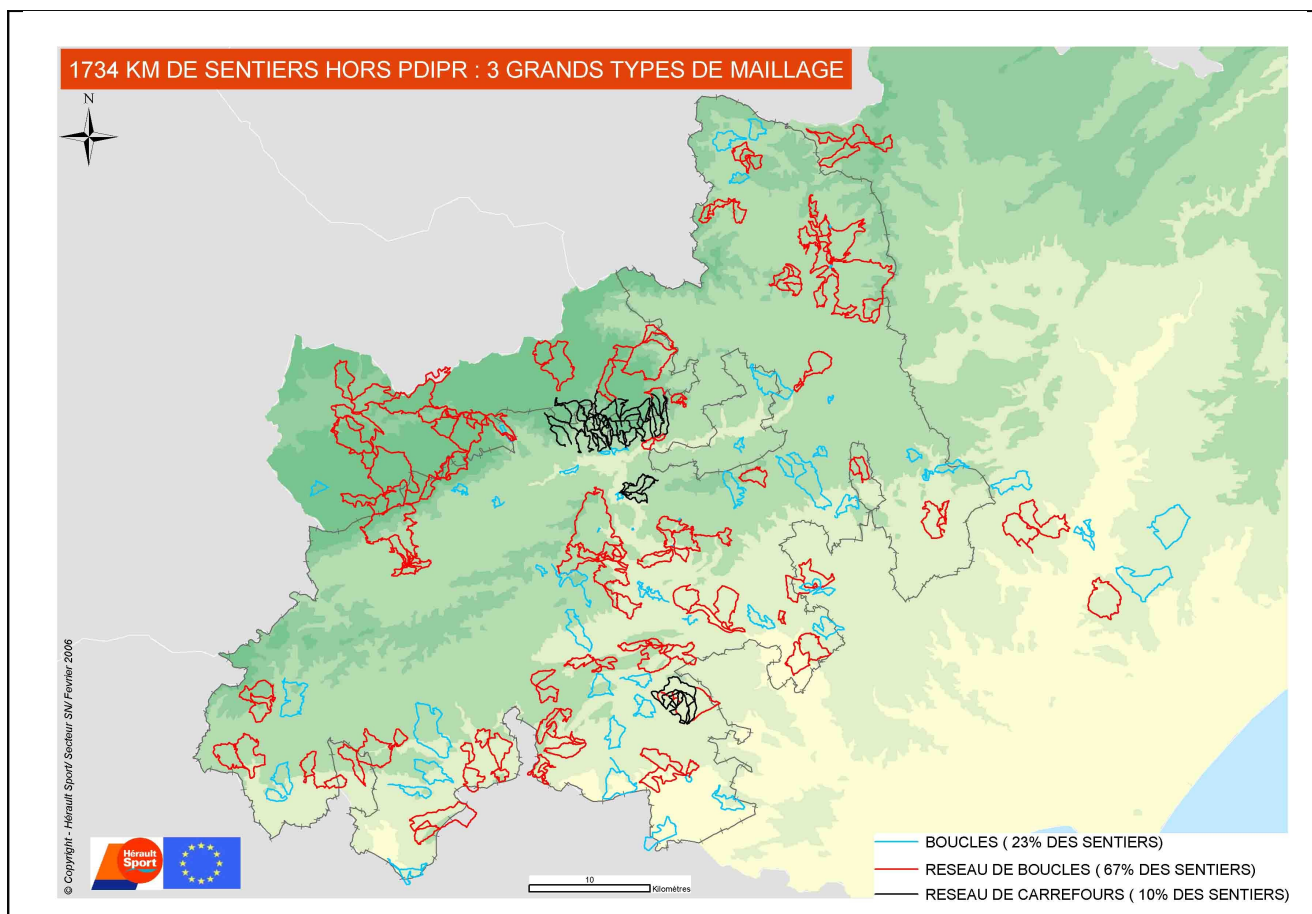 1734 KM DE SENTIERS HORS PDIPR : 3 GRANDS TYPES DE MAILLAGE
N
© Copyright - Hérault Sport/ Secteur SN/ Fevrier 2006
Hérault
Sport
10
Kilomètres
BOUCLES ( 23% DES SENTIERS)
RESEAU DE BOUCLES ( 67% DES SENTIERS)
RESEAU DE CARREFOURS ( 10% DES SENTIERS)